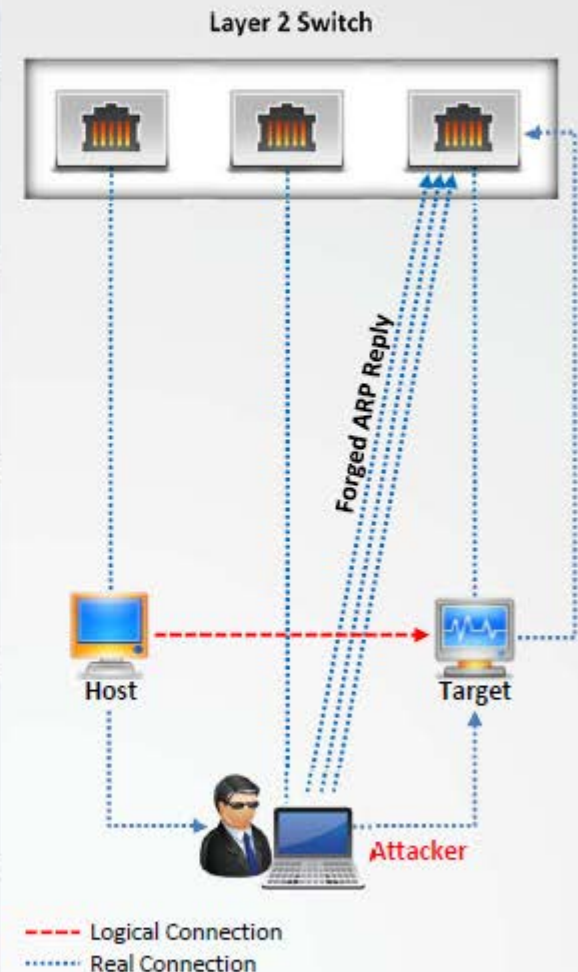 Layer 2 Switch
Forged ARP Reply
Host
Target
Attacker
Logical Connection
Real Connection